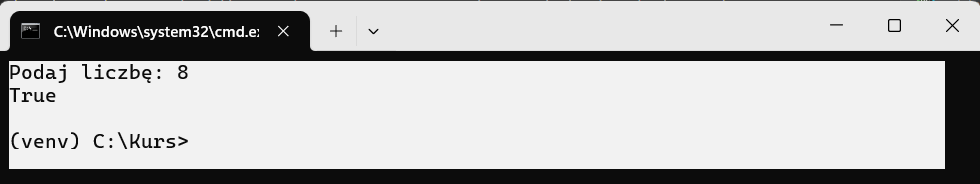 C:\Windows\system32\cmd.e
Podaj liczbę: 8
True
(venv) C:\Kurs>